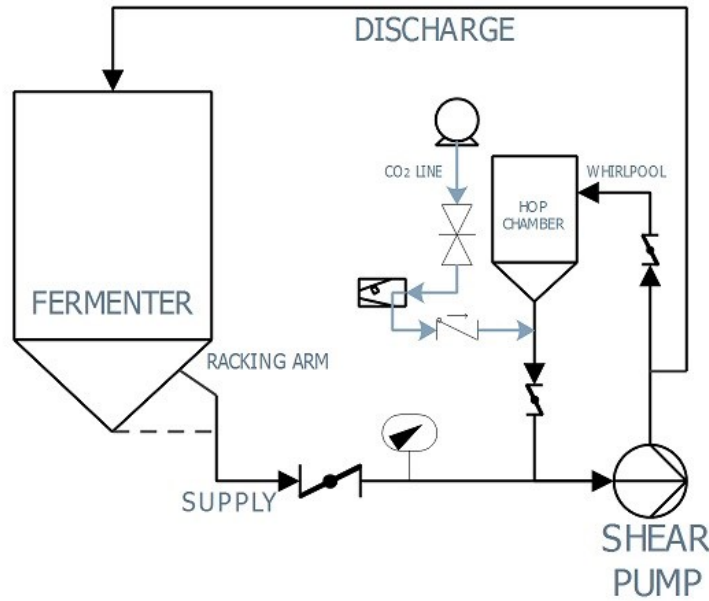 DISCHARGE
CO₂ LINE
WHIRLPOOL
HOP
CHAMBER
FERMENTER
RACKING ARM
SUPPLY
SHEAR
PUMP